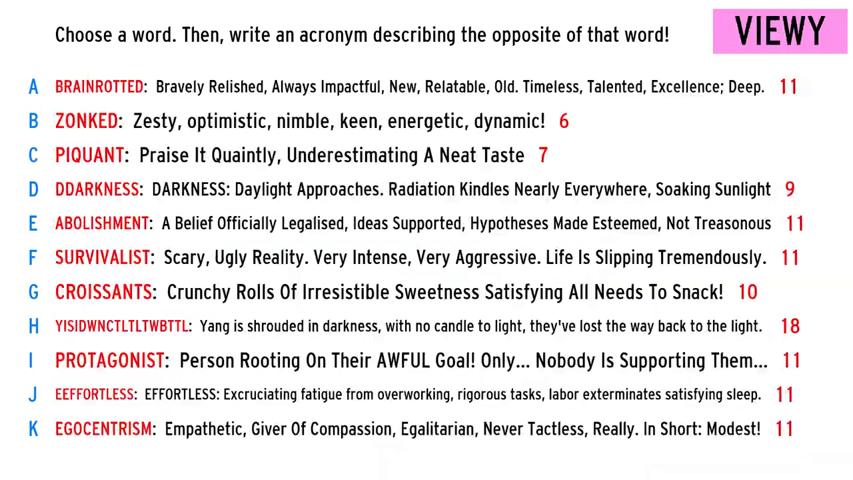 Choose a word. Then, write an acronym describing the opposite of that word!
VIEWY
A BRAINROTTED: Bravely Relished, Always Impactful, New, Relatable, Old. Timeless, Talented, Excellence; Deep. 11
B ZONKED: Zesty, optimistic, nimble, keen, energetic, dynamic! 6
C PIQUANT: Praise It Quaintly, Underestimating A Neat Taste 7
D DDARKNESS: DARKNESS: Daylight Approaches. Radiation Kindles Nearly Everywhere, Soaking Sunlight 9
E ABOLISHMENT: A Belief Officially Legalised, Ideas Supported, Hypotheses Made Esteemed, Not Treasonous 11
F SURVIVALIST: Scary, Ugly Reality. Very Intense, Very Aggressive. Life Is Slipping Tremendously. 11
G CROISSANTS: Crunchy Rolls Of Irresistible Sweetness Satisfying All Needs To Snack! 10
H YISIDWNCTLTLTWBTTL: Yang is shrouded in darkness, with no candle to light, they've lost the way back to the light. 18
I PROTAGONIST: Person Rooting On Their AWFUL Goal! Only... Nobody Is Supporting Them... 11
J EEFFORTLESS: EFFORTLESS: Excruciating fatigue from overworking, rigorous tasks, labor exterminates satisfying sleep. 11
K EGOCENTRISM: Empathetic, Giver Of Compassion, Egalitarian, Never Tactless, Really. In Short: Modest! 11